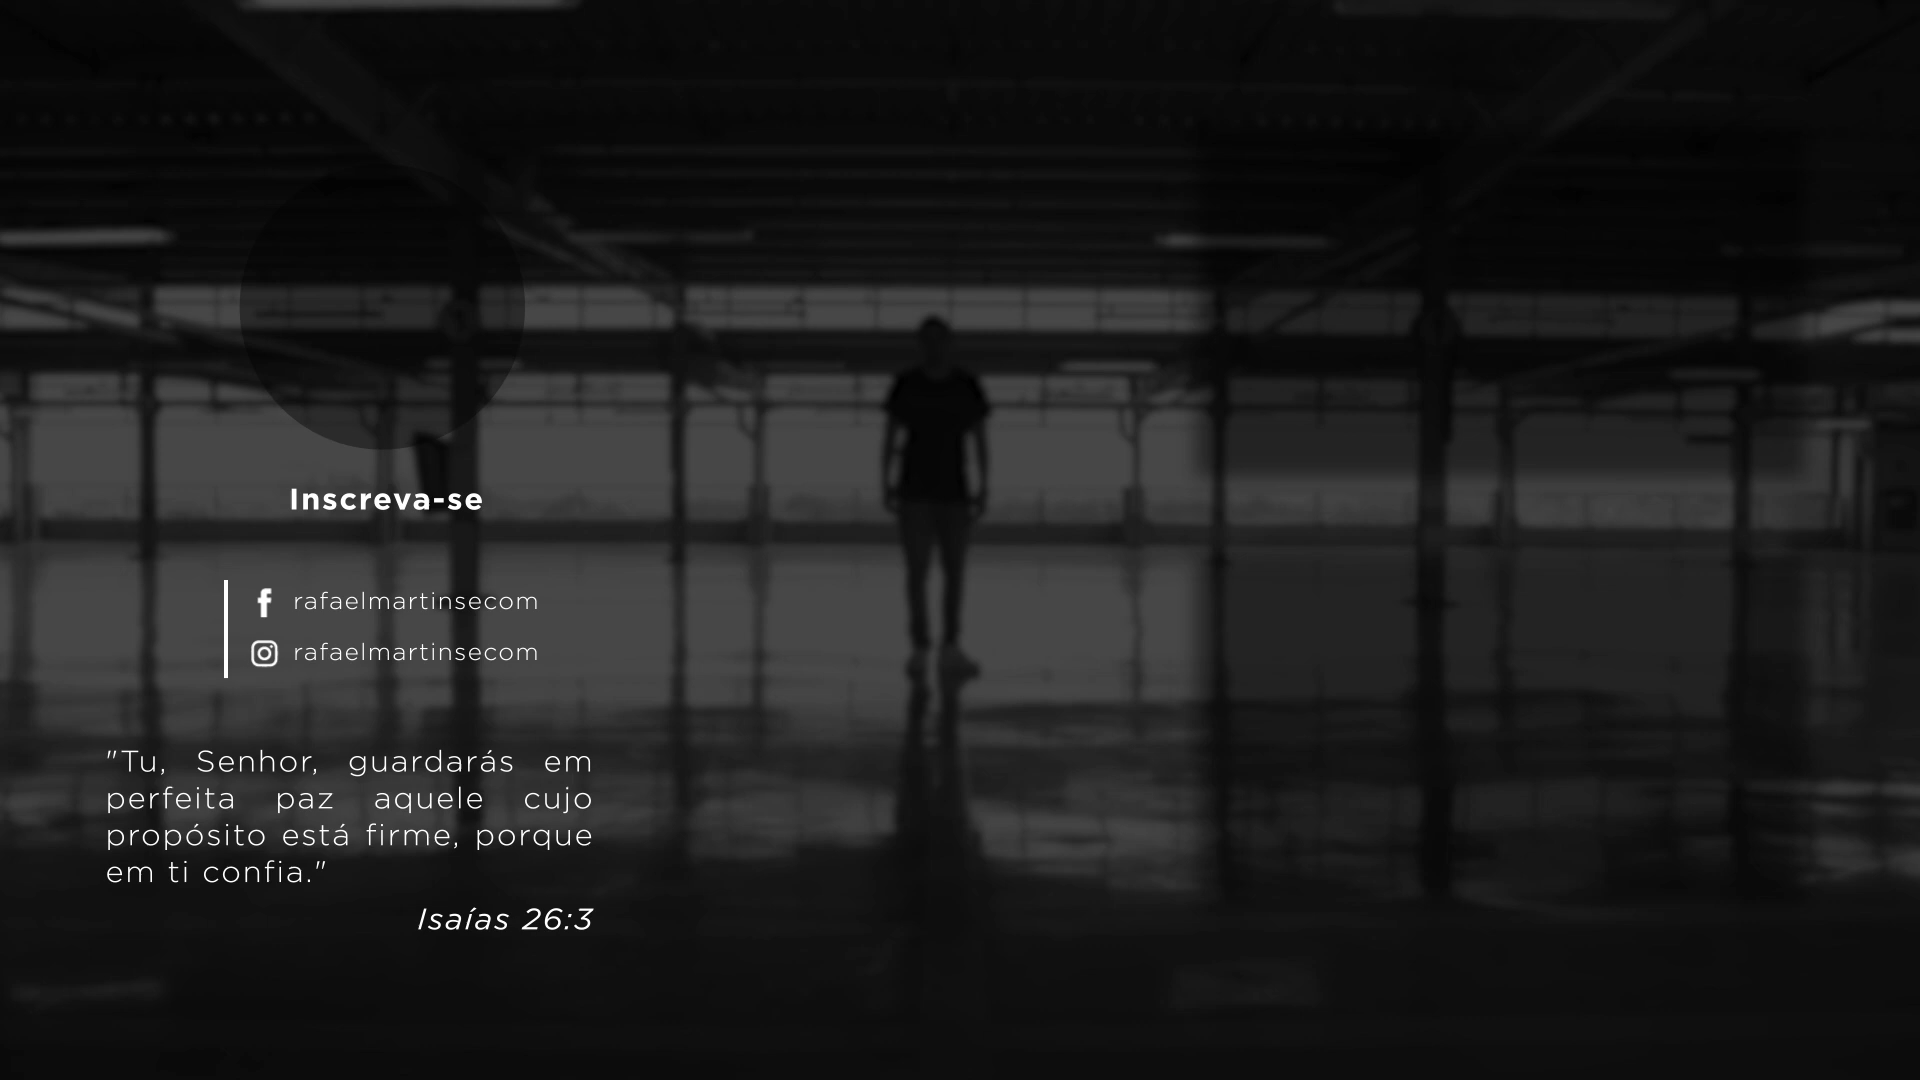 Inscreva-se
rafaelmartinsecom
rafaelmartinsecom
"Tu, Senhor, guardarás em
perfeita paz aquele cujo
propósito está firme, porque
em ti confia."
Isaías 26:3